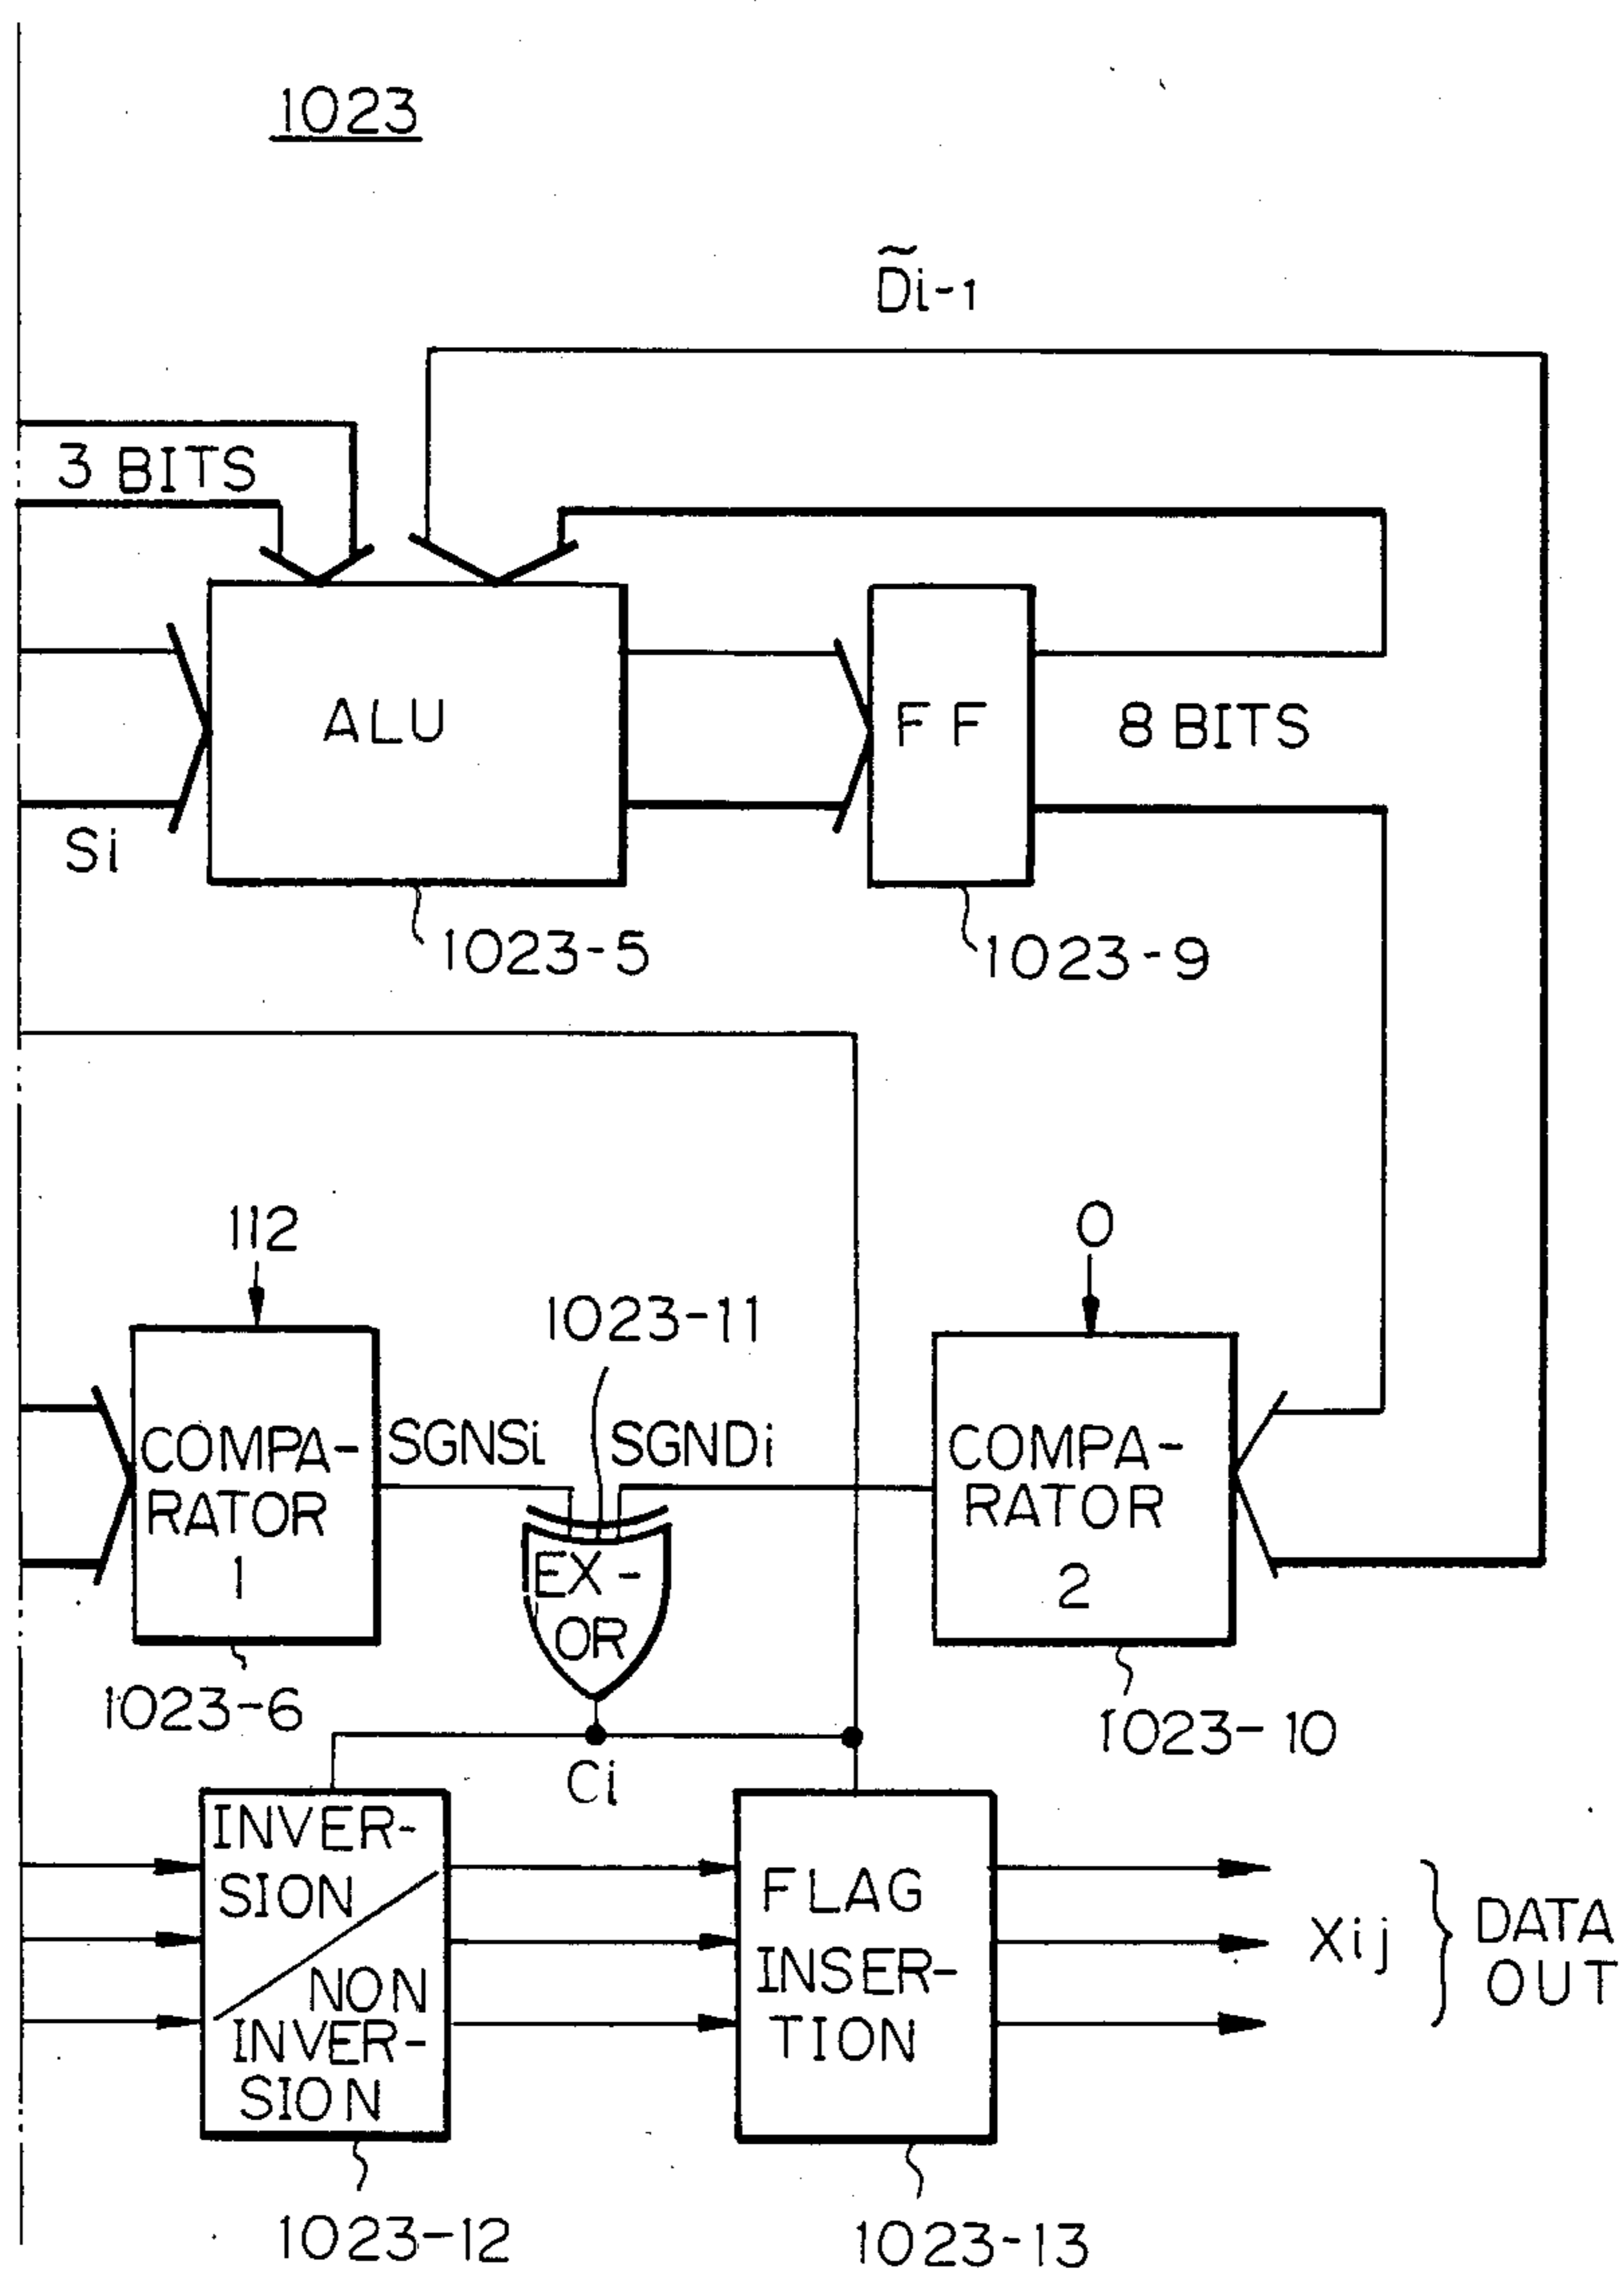 1023
D̃i-1
3 BITS
ALU
FF
8 BITS
Si
1023-5
1023-9
112
0
1023-11
COMPA-
RATOR
1
SGNSi
SGNDi
COMPA-
RATOR
2
EX-
OR
1023-6
1023-10
Ci
INVER-
SION
NON
INVER-
SION
FLAG
INSER-
TION
Xij
DATA
OUT
1023-12
1023-13